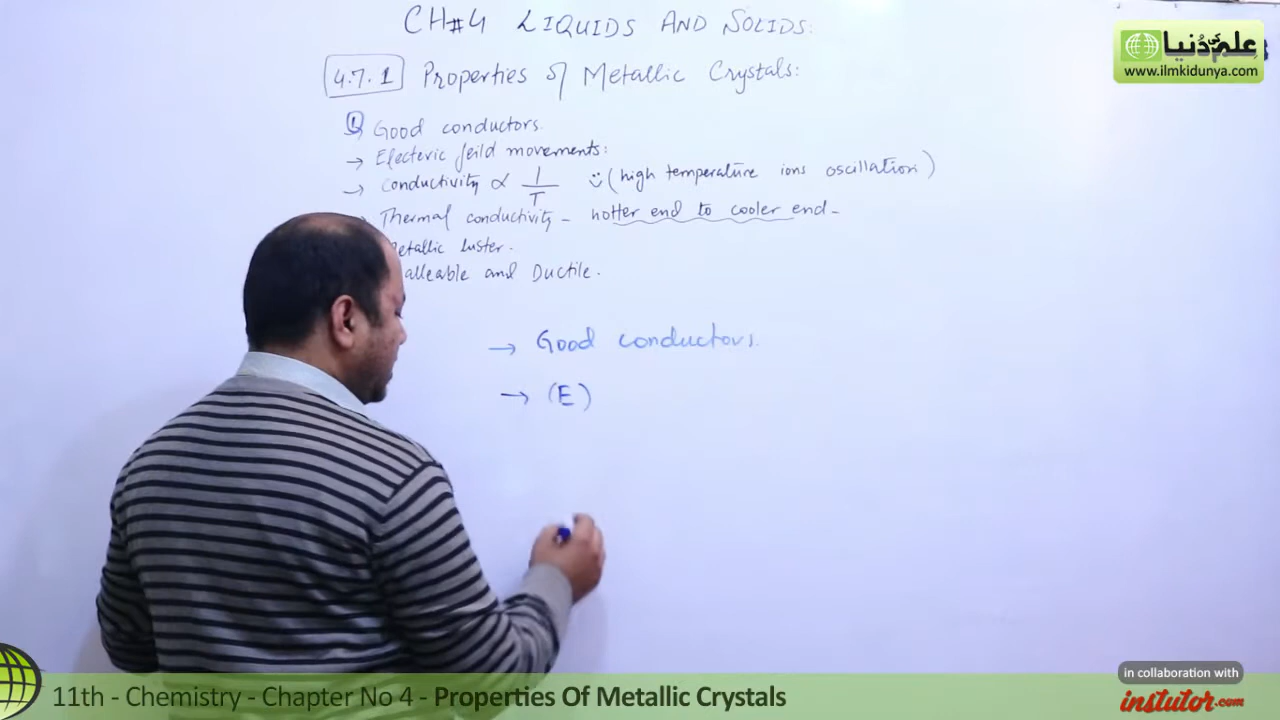 CH#4 LIQUIDS AND SOLIDS:
علم کی دُنیا
www.ilmkidunya.com
4.7.1 Properties of Metallic Crystals:
① Good conductors.
→ Electeric feild movements:
→ Conductivity ∝ 1/T ∵ (high temperature ions oscillation)
Thermal conductivity - hotter end to cooler end -
etallic luster.
alleable and Ductile.
→ Good conductors.
→ (E)
in collaboration with
instutor.com
11th - Chemistry - Chapter No 4 - Properties Of Metallic Crystals